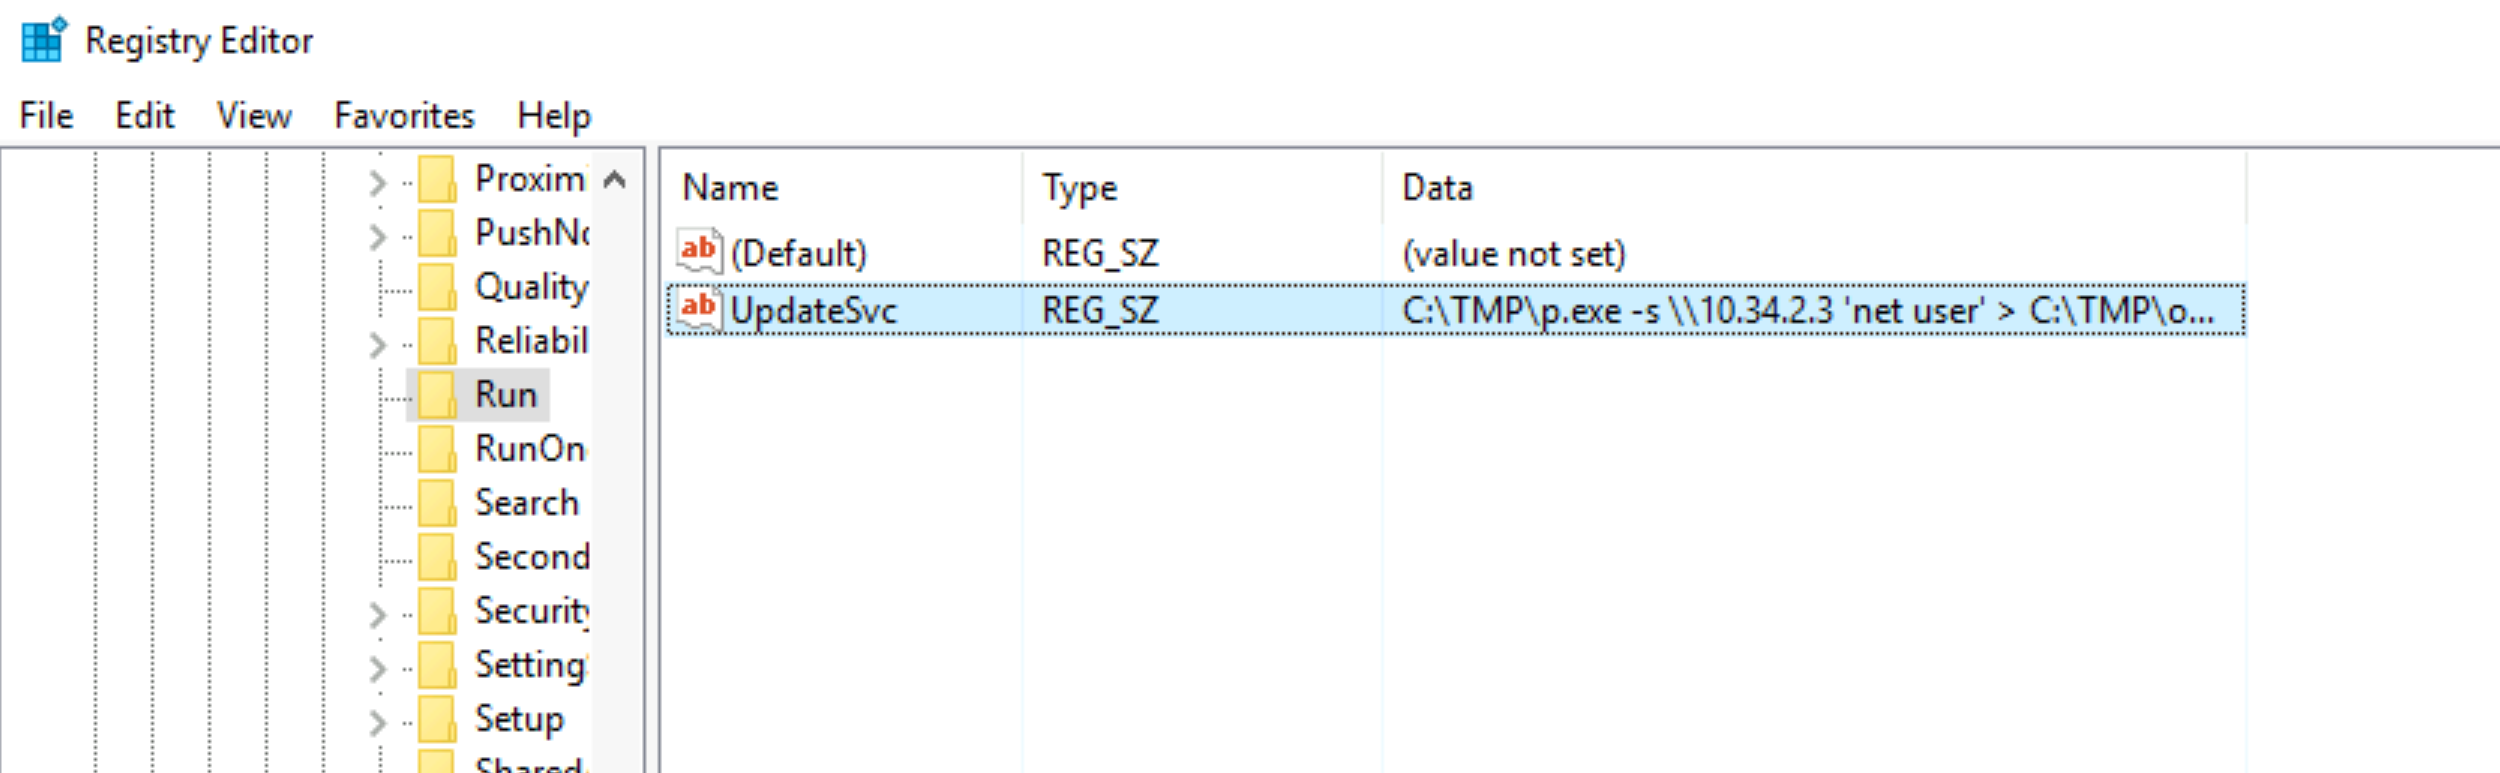 Registry Editor
File Edit View Favorites Help
Proxim
PushNo
Quality
Reliabil
Run
RunOn
Search
Second
Security
Setting
Setup
Shared
Name Type Data
ab (Default) REG_SZ (value not set)
ab UpdateSvc REG_SZ C:\TMP\p.exe -s \\10.34.2.3 'net user' > C:\TMP\o...